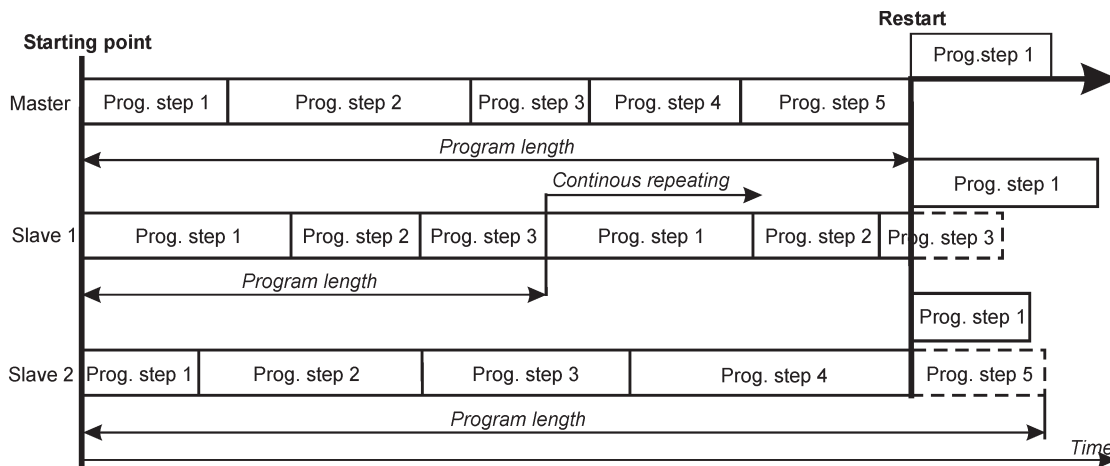 Restart
Starting point
Prog.step 1
Master Prog. step 1 Prog. step 2 Prog. step 3 Prog. step 4 Prog. step 5
Program length
Continous repeating
Prog. step 1
Slave 1 Prog. step 1 Prog. step 2 Prog. step 3 Prog. step 1 Prog. step 2 Prog. step 3
Program length
Prog. step 1
Slave 2 Prog. step 1 Prog. step 2 Prog. step 3 Prog. step 4 Prog. step 5
Program length
Time